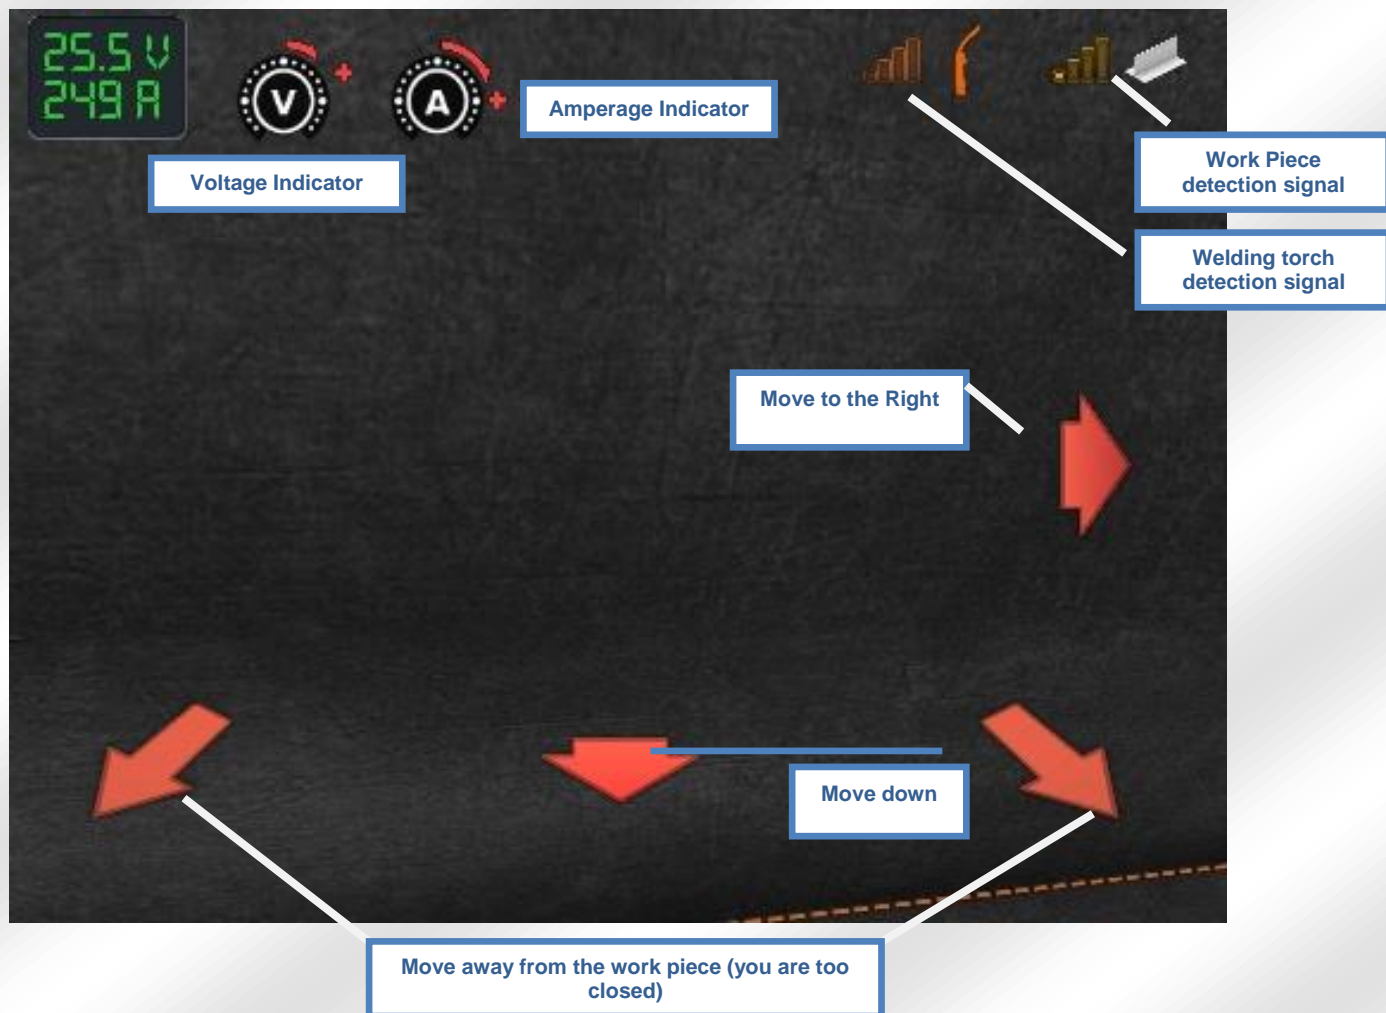 25.5 V
249 A
V
A
Amperage Indicator
Voltage Indicator
Work Piece
detection signal
Welding torch
detection signal
Move to the Right
Move down
Move away from the work piece (you are too
closed)